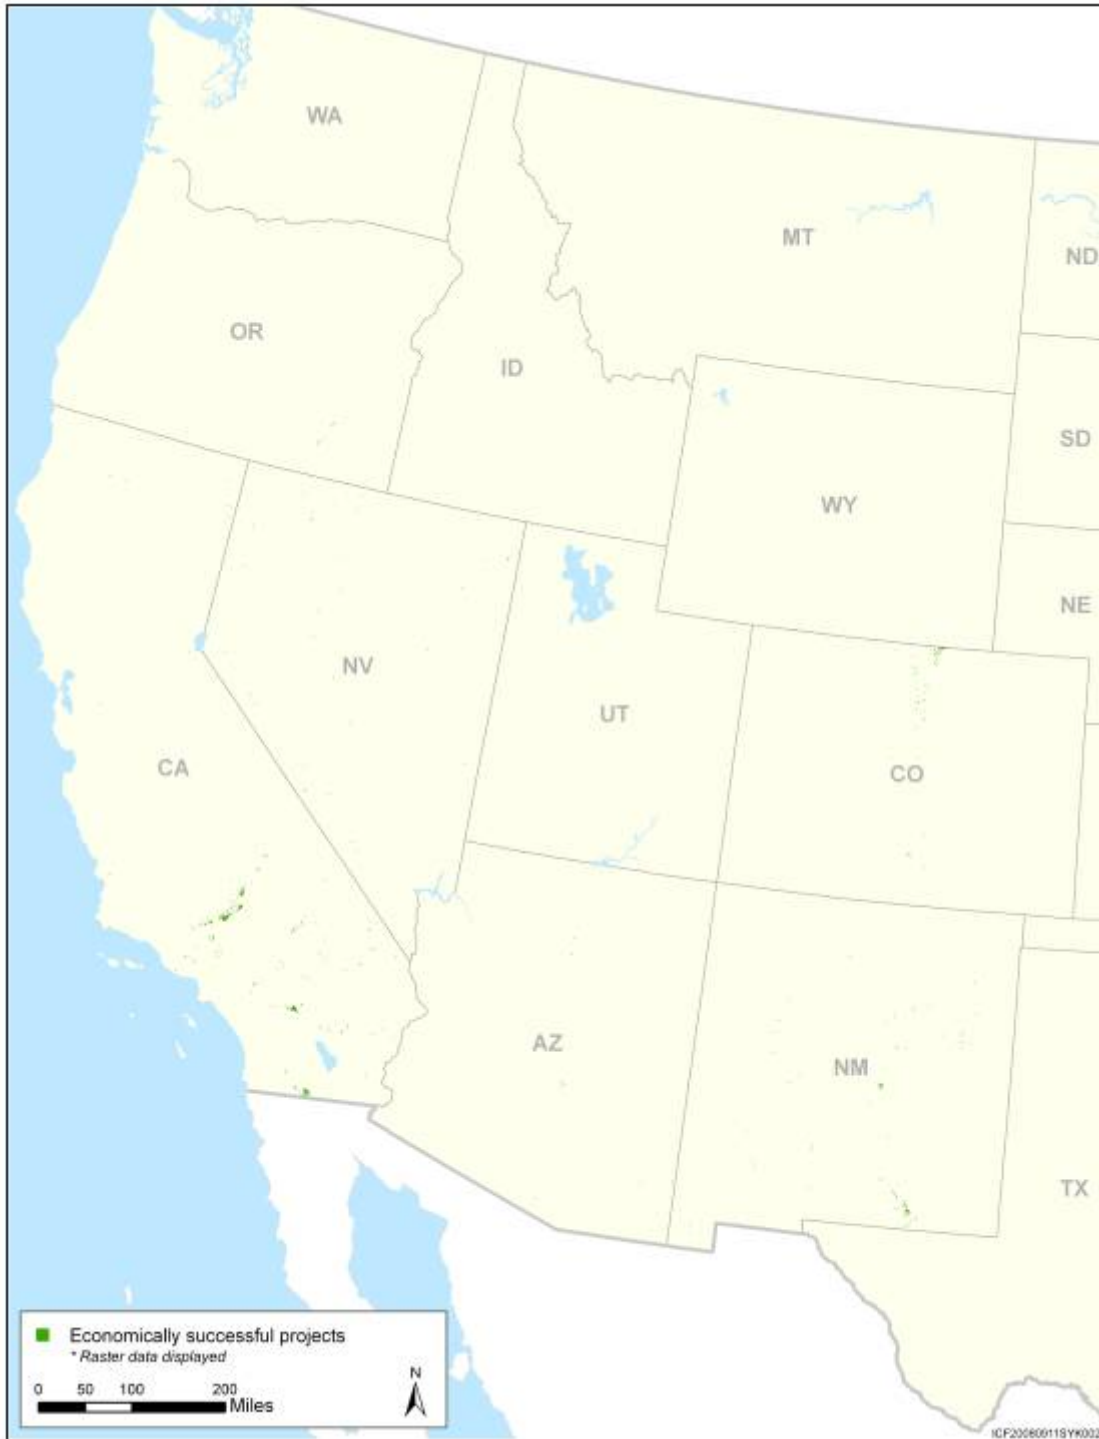 WA
MT
ND
OR
ID
SD
WY
NE
NV
UT
CA
CO
AZ
NM
TX
Economically successful projects
* Raster data displayed
N
0 50 100 200
Miles
ICF20080911SYK002